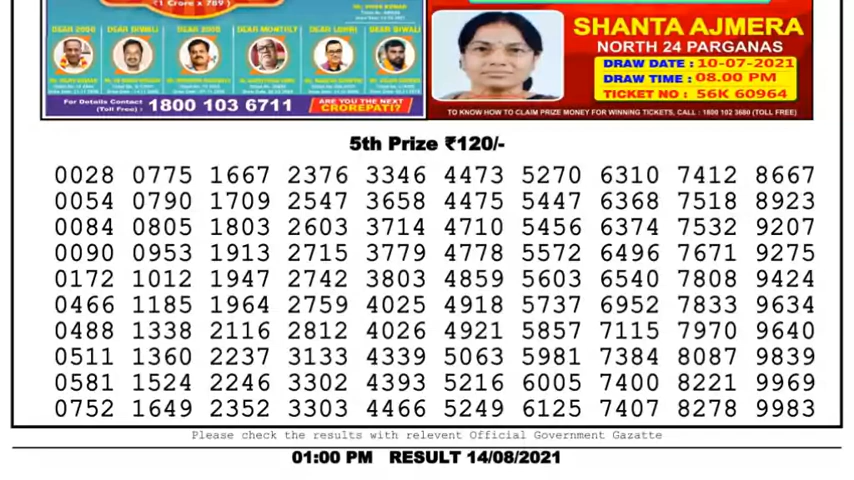 ₹1 Crore x 789
DEAR 2000 DEAR DIWALI DEAR 2000 DEAR MONTHLY DEAR LOHRI DEAR DIWALI
For Details Contact (Toll Free) : 1800 103 6711 ARE YOU THE NEXT CROREPATI?
SHANTA AJMERA
NORTH 24 PARGANAS
DRAW DATE : 10-07-2021
DRAW TIME : 08.00 PM
TICKET NO : 56K 60964
TO KNOW HOW TO CLAIM PRIZE MONEY FOR WINNING TICKETS, CALL : 1800 102 3680 (TOLL FREE)
5th Prize ₹120/-
0028 0775 1667 2376 3346 4473 5270 6310 7412 8667
0054 0790 1709 2547 3658 4475 5447 6368 7518 8923
0084 0805 1803 2603 3714 4710 5456 6374 7532 9207
0090 0953 1913 2715 3779 4778 5572 6496 7671 9275
0172 1012 1947 2742 3803 4859 5603 6540 7808 9424
0466 1185 1964 2759 4025 4918 5737 6952 7833 9634
0488 1338 2116 2812 4026 4921 5857 7115 7970 9640
0511 1360 2237 3133 4339 5063 5981 7384 8087 9839
0581 1524 2246 3302 4393 5216 6005 7400 8221 9969
0752 1649 2352 3303 4466 5249 6125 7407 8278 9983
Please check the results with relevent Official Government Gazatte
01:00 PM RESULT 14/08/2021